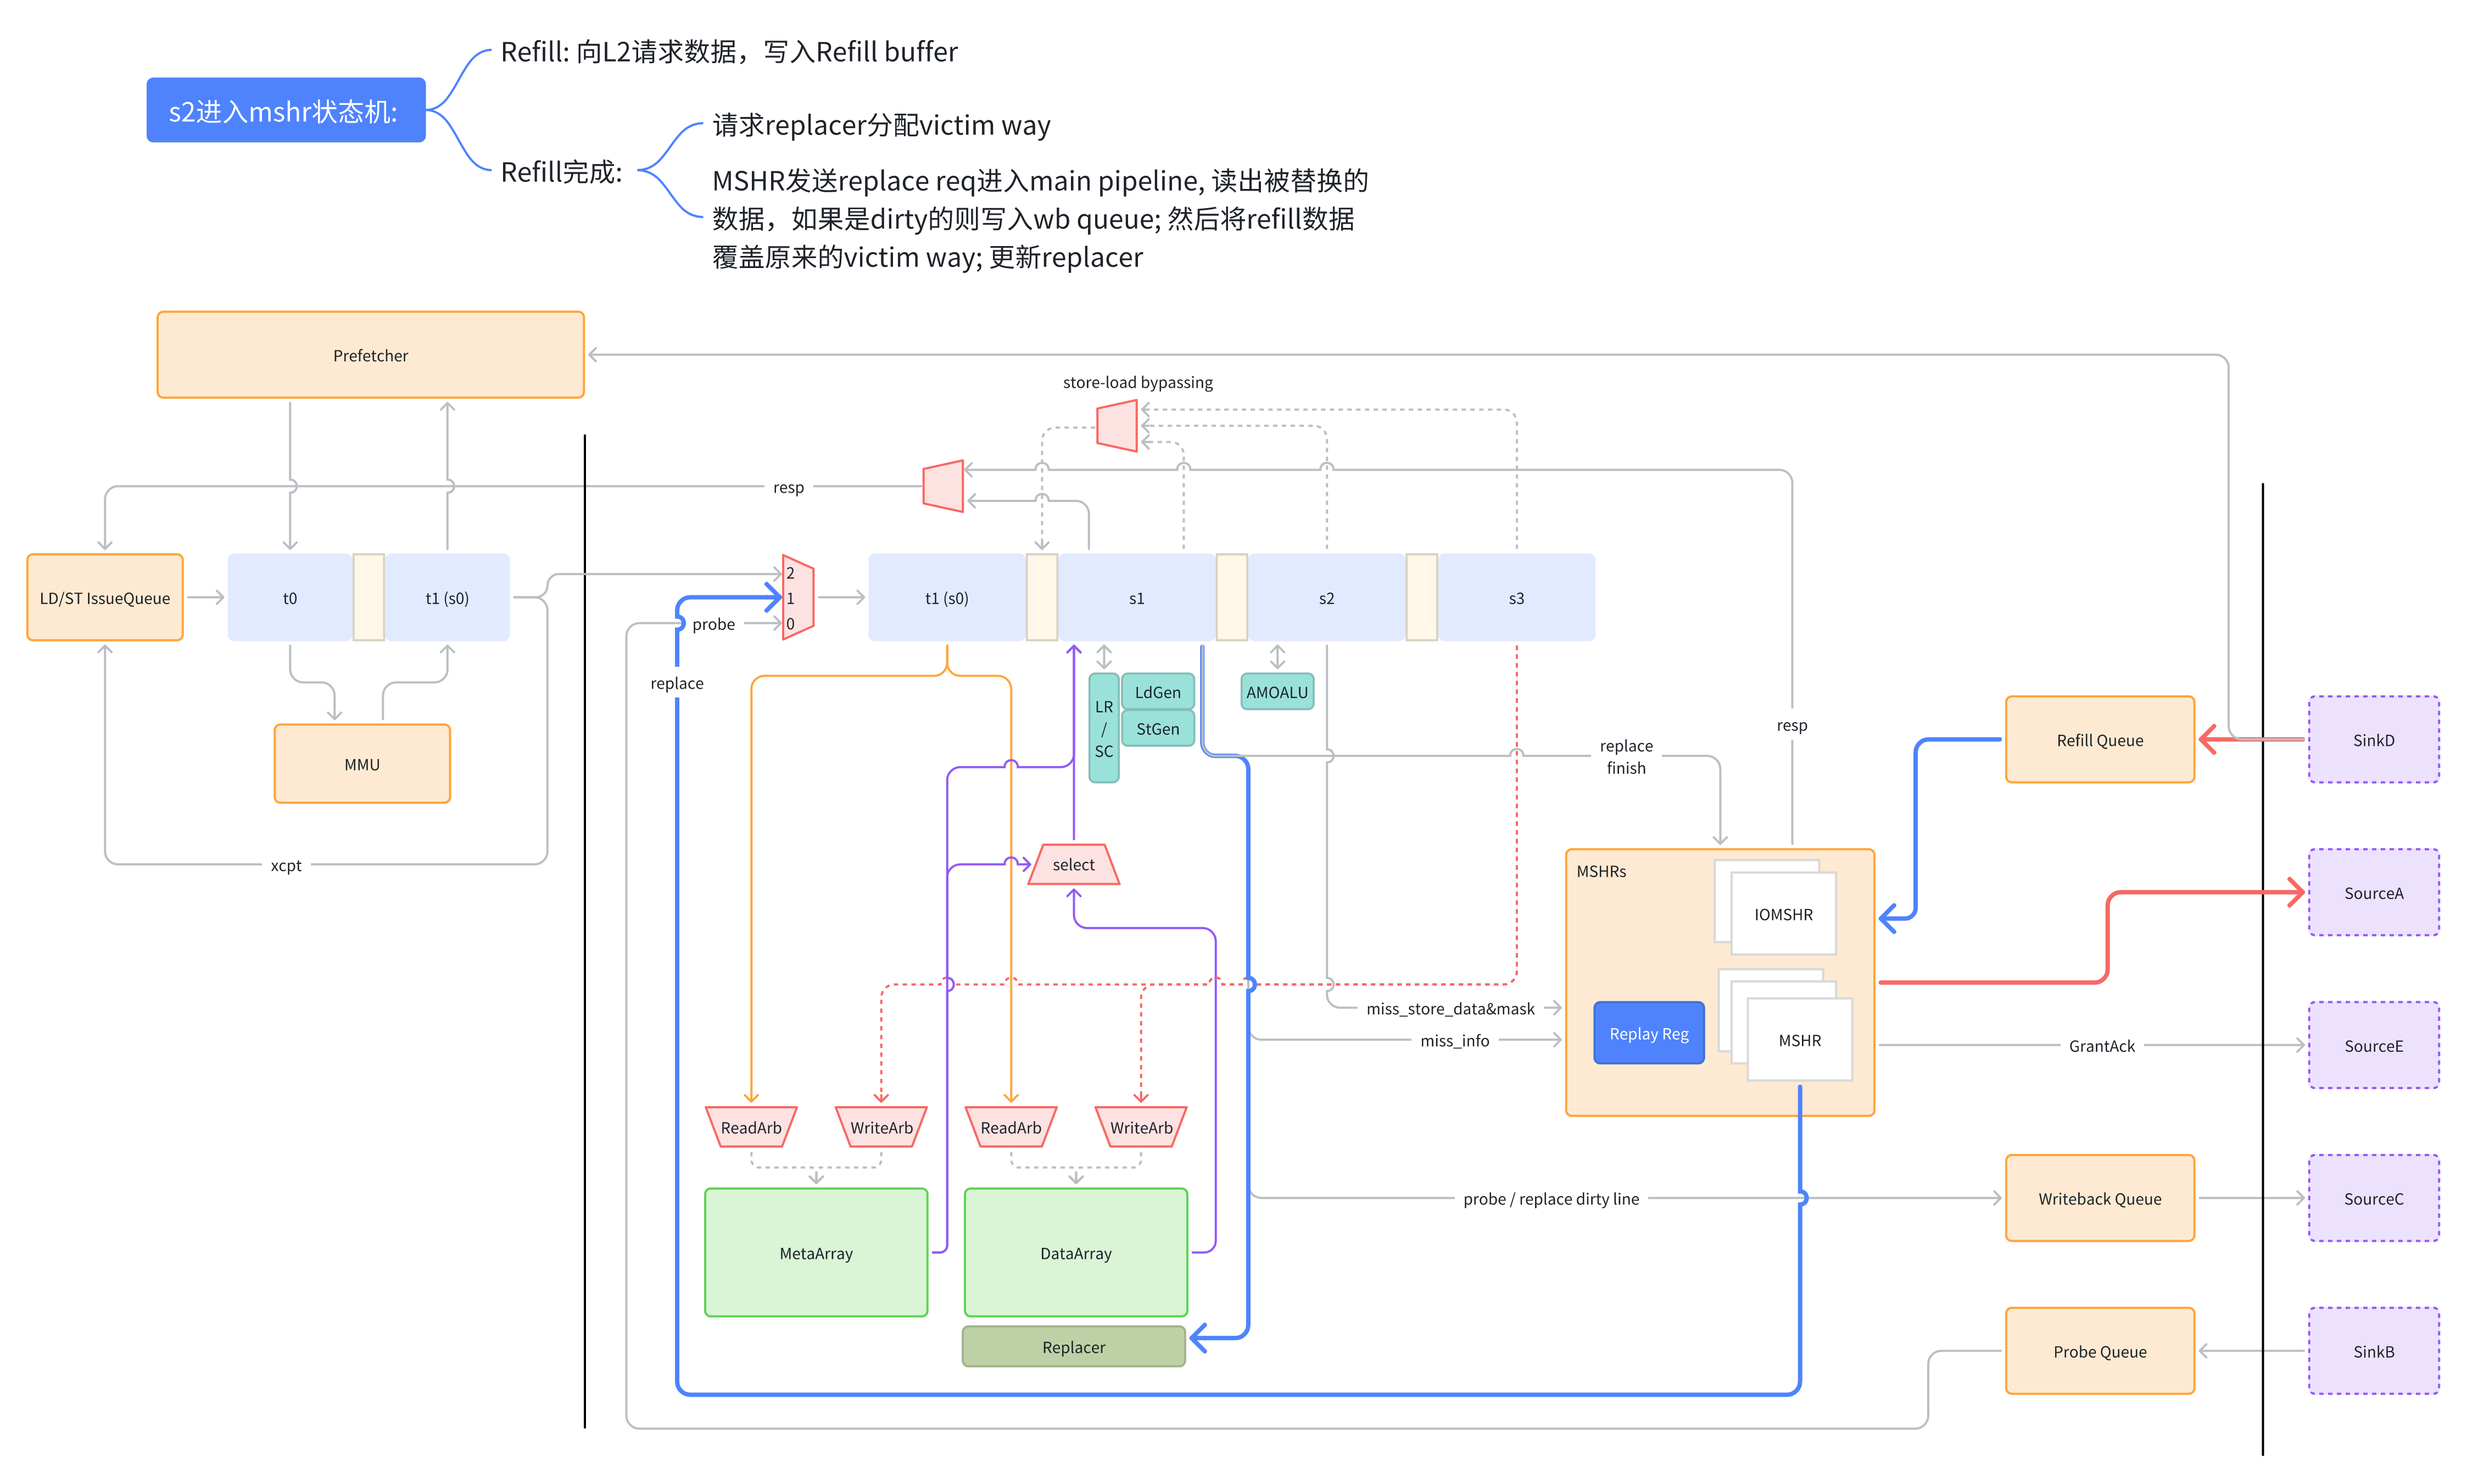 Refill: 向L2请求数据，写入Refill buffer
s2进入mshr状态机:
请求replacer分配victim way
Refill完成:
MSHR发送replace req进入main pipeline, 读出被替换的
数据，如果是dirty的则写入wb queue; 然后将refill数据
覆盖原来的victim way; 更新replacer
Prefetcher
store-load bypassing
resp
LD/ST IssueQueue
t0
t1 (s0)
2
1
0
t1 (s0)
s1
s2
s3
probe
replace
MMU
xcpt
LR
/
SC
LdGen
StGen
AMOALU
select
replace
finish
resp
Refill Queue
SinkD
MSHRs
IOMSHR
Replay Reg
MSHR
SourceA
miss_store_data&mask
miss_info
GrantAck
SourceE
ReadArb
WriteArb
ReadArb
WriteArb
MetaArray
DataArray
Replacer
probe / replace dirty line
Writeback Queue
SourceC
Probe Queue
SinkB